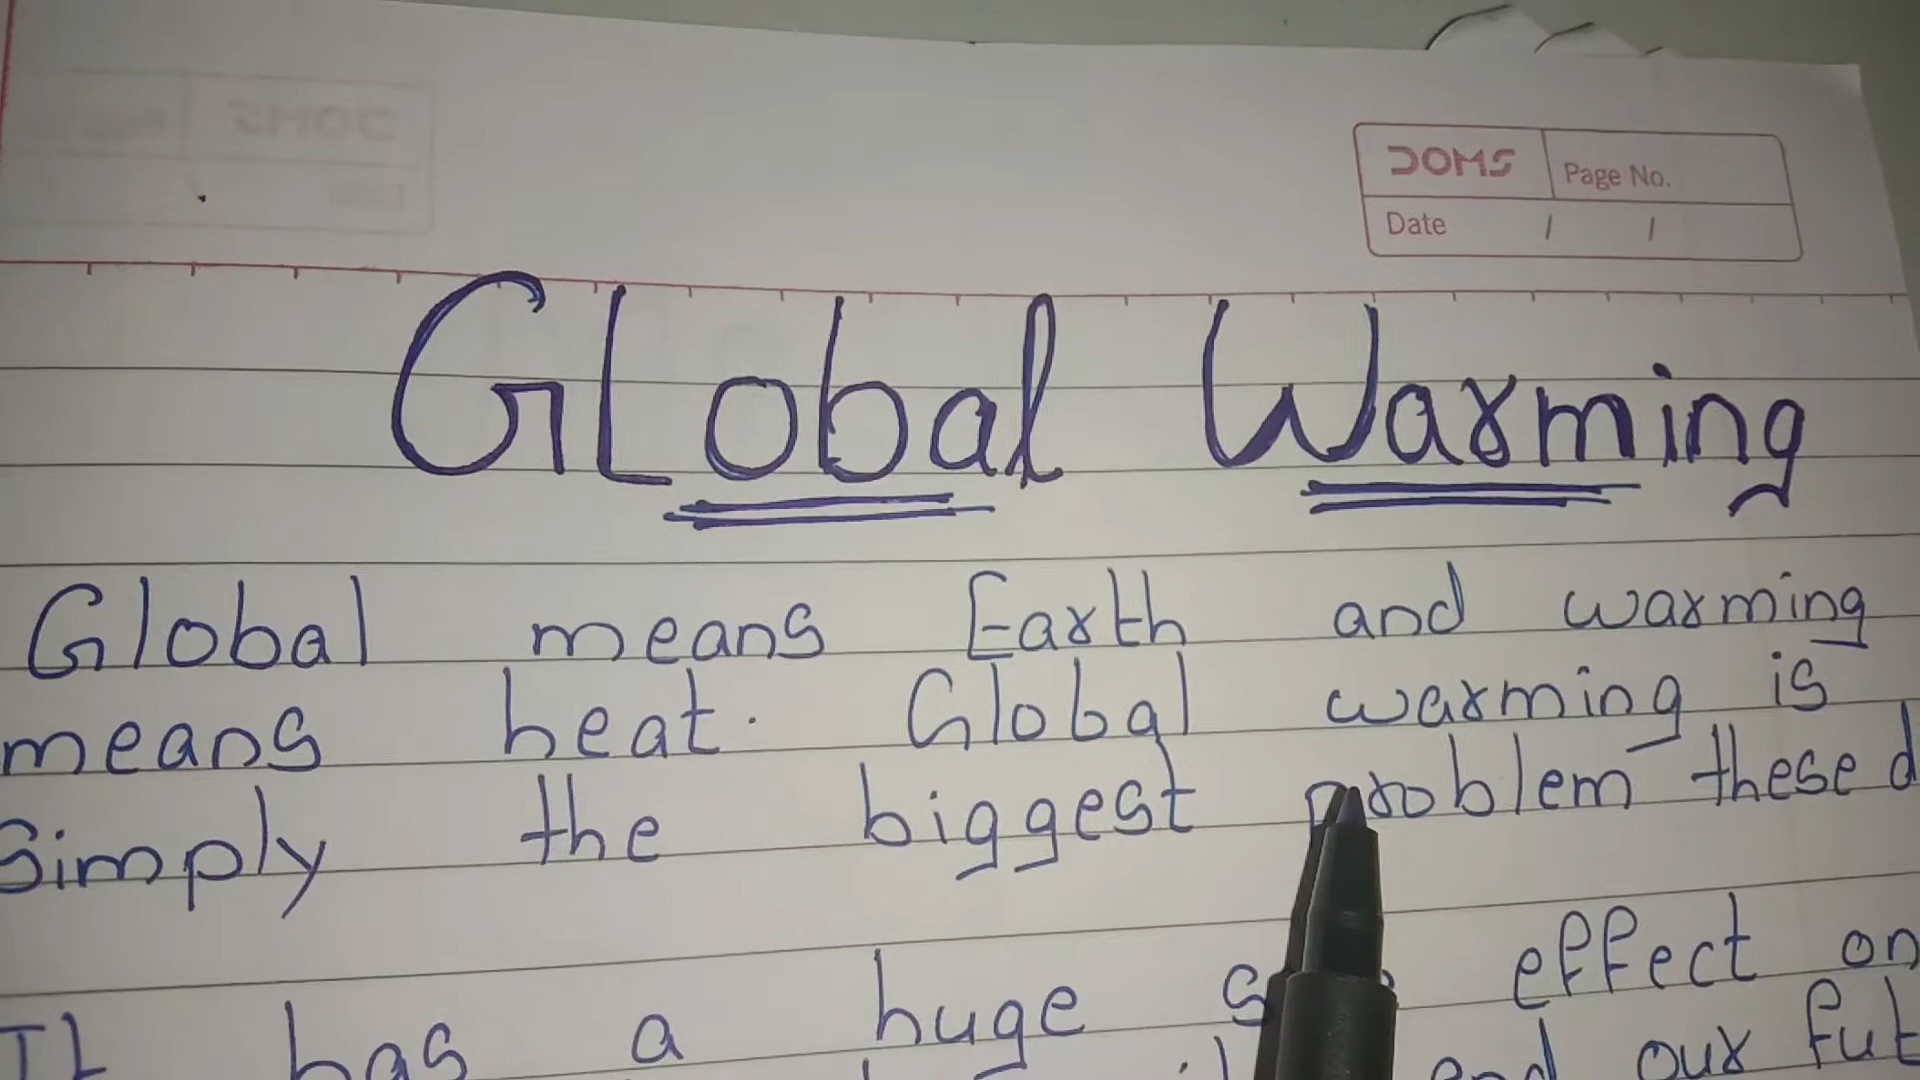 DOMS
Page No.
Date / /
GLobal Warming
Global means Earth and warming
means heat. Global warming is
Simply the biggest problem these d
It has a huge effect on
and our fut